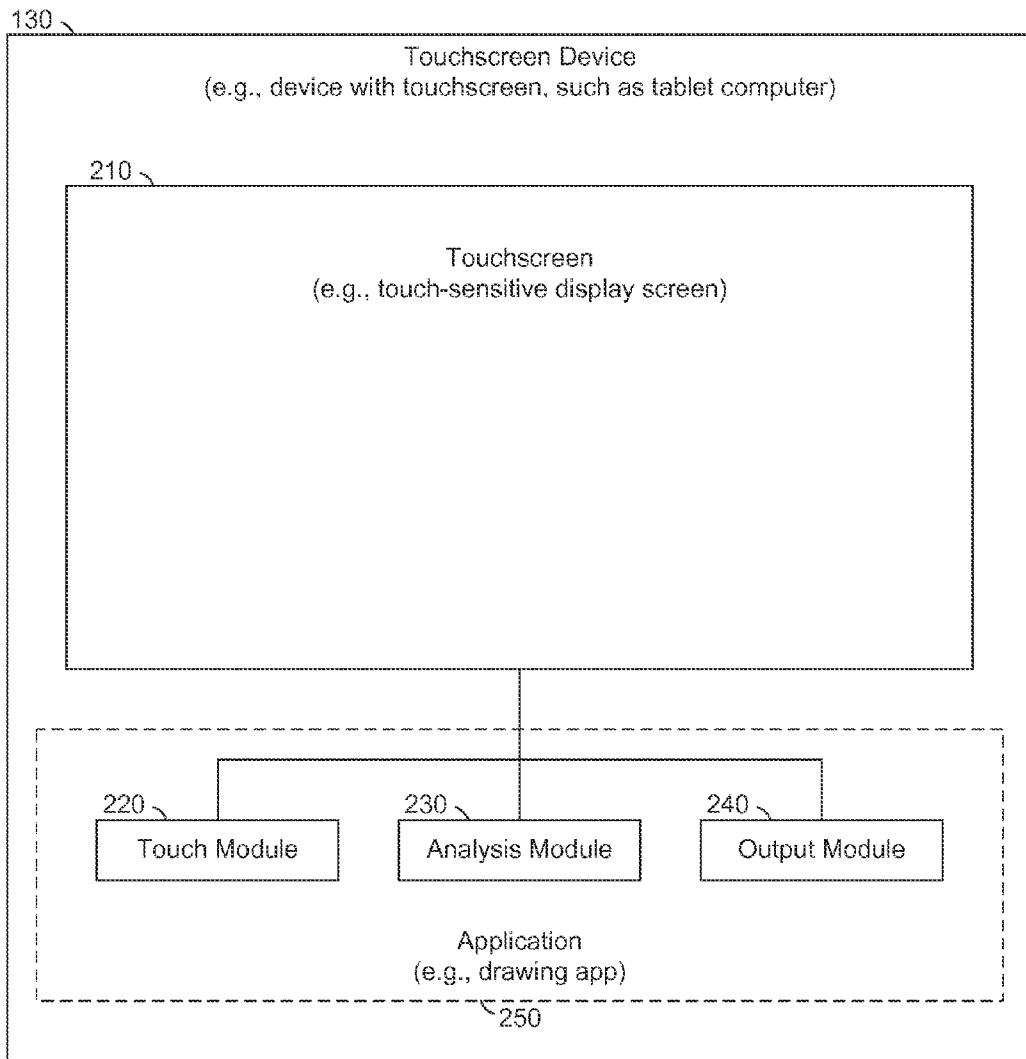 130
Touchscreen Device
(e.g., device with touchscreen, such as tablet computer)
210
Touchscreen
(e.g., touch-sensitive display screen)
220
230
240
Touch Module
Analysis Module
Output Module
Application
(e.g., drawing app)
250